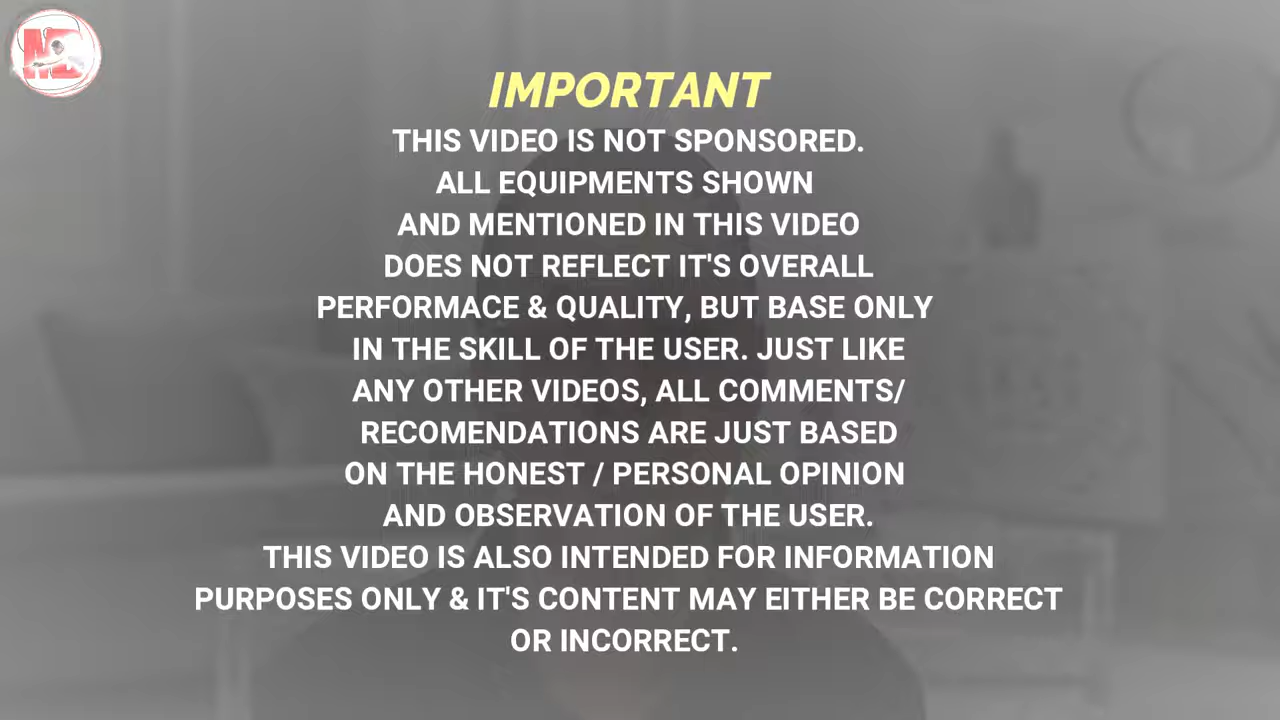 IMPORTANT
THIS VIDEO IS NOT SPONSORED.
ALL EQUIPMENTS SHOWN
AND MENTIONED IN THIS VIDEO
DOES NOT REFLECT IT'S OVERALL
PERFORMACE & QUALITY, BUT BASE ONLY
IN THE SKILL OF THE USER. JUST LIKE
ANY OTHER VIDEOS, ALL COMMENTS/
RECOMENDATIONS ARE JUST BASED
ON THE HONEST / PERSONAL OPINION
AND OBSERVATION OF THE USER.
THIS VIDEO IS ALSO INTENDED FOR INFORMATION
PURPOSES ONLY & IT'S CONTENT MAY EITHER BE CORRECT
OR INCORRECT.